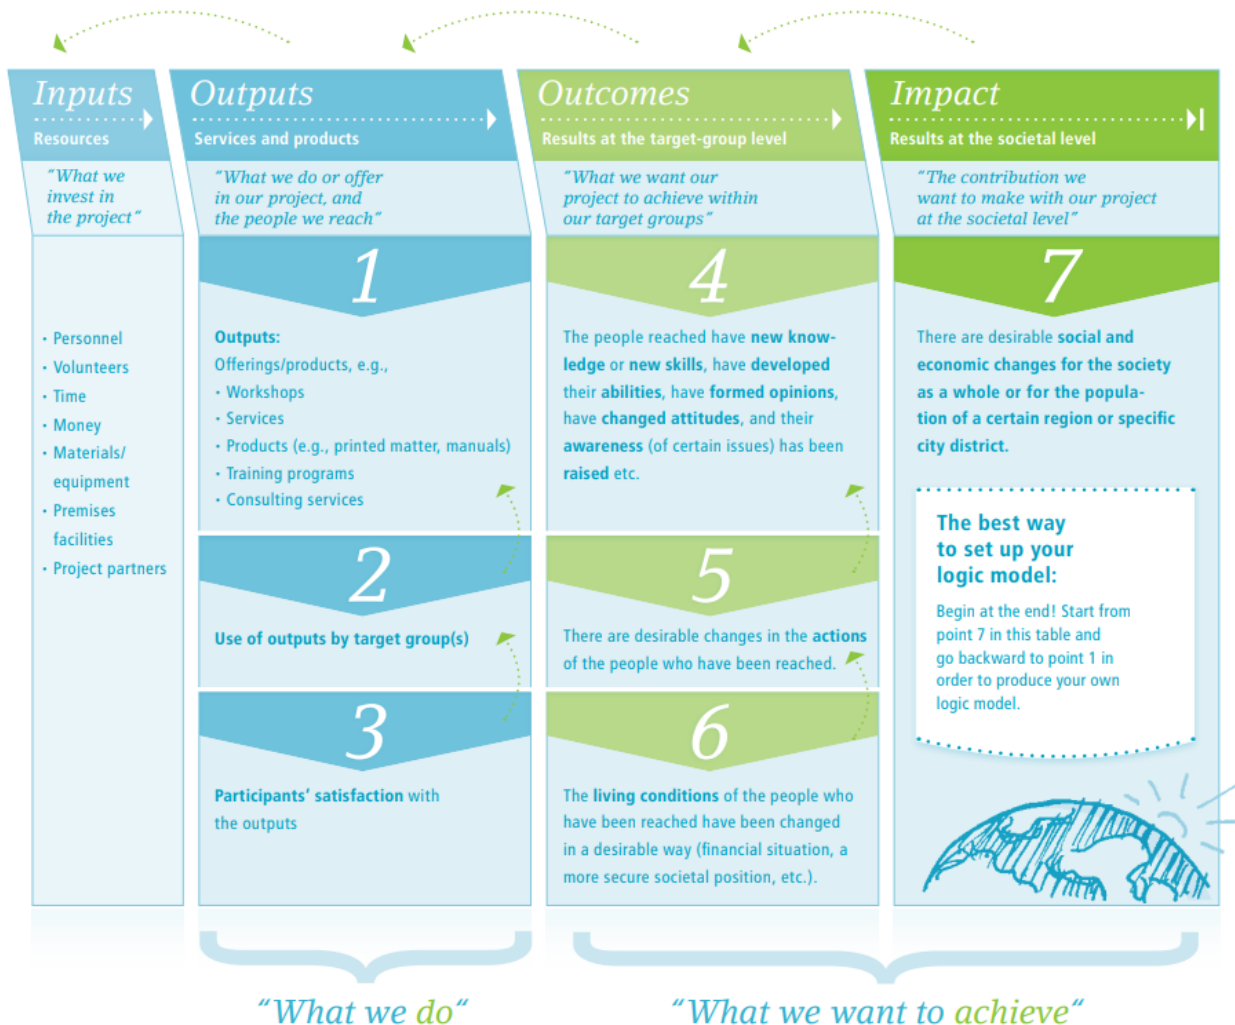 Inputs
Resources
"What we
invest in
the project"
· Personnel
· Volunteers
· Time
· Money
· Materials/
equipment
· Premises
facilities
· Project partners
Outputs
Services and products
"What we do or offer
in our project, and
the people we reach"
1
Outputs:
Offerings/products, e.g.,
· Workshops
· Services
· Products (e.g., printed matter, manuals)
· Training programs
· Consulting services
2
Use of outputs by target group(s)
3
Participants' satisfaction with
the outputs
Outcomes
Results at the target-group level
"What we want our
project to achieve within
our target groups"
4
The people reached have new know-
ledge or new skills, have developed
their abilities, have formed opinions,
have changed attitudes, and their
awareness (of certain issues) has been
raised etc.
5
There are desirable changes in the actions
of the people who have been reached.
6
The living conditions of the people who
have been reached have been changed
in a desirable way (financial situation, a
more secure societal position, etc.).
Impact
Results at the societal level
"The contribution we
want to make with our project
at the societal level"
7
There are desirable social and
economic changes for the society
as a whole or for the popula-
tion of a certain region or specific
city district.
The best way
to set up your
logic model:
Begin at the end! Start from
point 7 in this table and
go backward to point 1 in
order to produce your own
logic model.
"What we do"
"What we want to achieve"